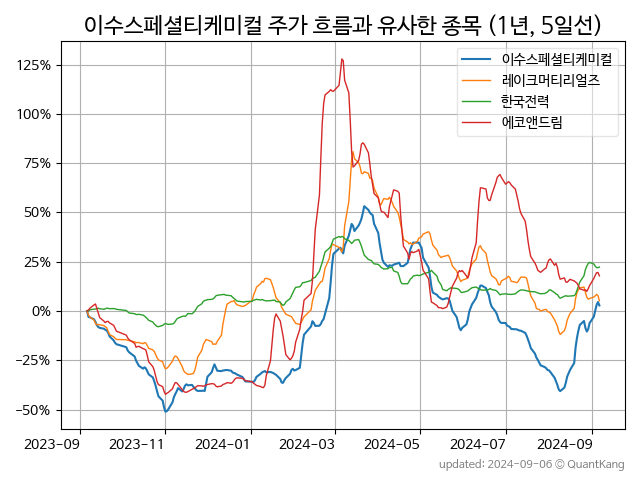 이수스페셜티케미컬 주가 흐름과 유사한 종목 (1년, 5일선)
이수스페셜티케미컬
레이크머티리얼즈
한국전력
에코앤드림
125%
100%
75%
50%
25%
0%
−25%
−50%
2023-09 2023-11 2024-01 2024-03 2024-05 2024-07 2024-09
updated: 2024-09-06 © QuantKang